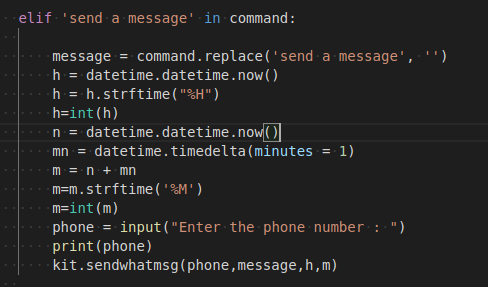 elif 'send a message' in command:
message = command.replace('send a message', '')
h = datetime.datetime.now()
h = h.strftime("%H")
h=int(h)
n = datetime.datetime.now()
mn = datetime.timedelta(minutes = 1)
m = n + mn
m=m.strftime('%M')
m=int(m)
phone = input("Enter the phone number : ")
print(phone)
kit.sendwhatmsg(phone,message,h,m)